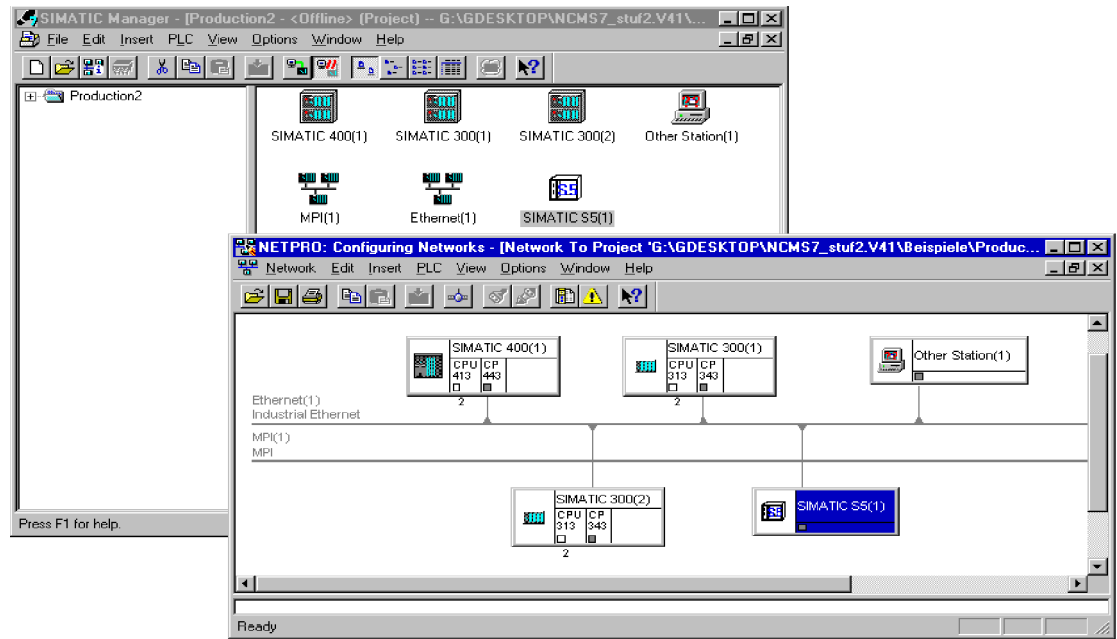 SIMATIC Manager - [Production2 - <Offline> (Project) -- G:\GDESKTOP\NCMS7_stuf2.V41\...
File Edit Insert PLC View Options Window Help
Production2
SIMATIC 400(1) SIMATIC 300(1) SIMATIC 300(2) Other Station(1)
S5
MPI(1) Ethernet(1) SIMATIC S5(1)
Press F1 for help.
NETPRO: Configuring Networks - [Network To Project 'G:\GDESKTOP\NCMS7_stuf2.V41\Beispiele\Produc...
Network Edit Insert PLC View Options Window Help
SIMATIC 400(1)
CPU CP
413 443
2
SIMATIC 300(1)
CPU CP
313 343
2
Other Station(1)
Ethernet(1)
Industrial Ethernet
MPI(1)
MPI
SIMATIC 300(2)
CPU CP
313 343
2
S5
SIMATIC S5(1)
Ready